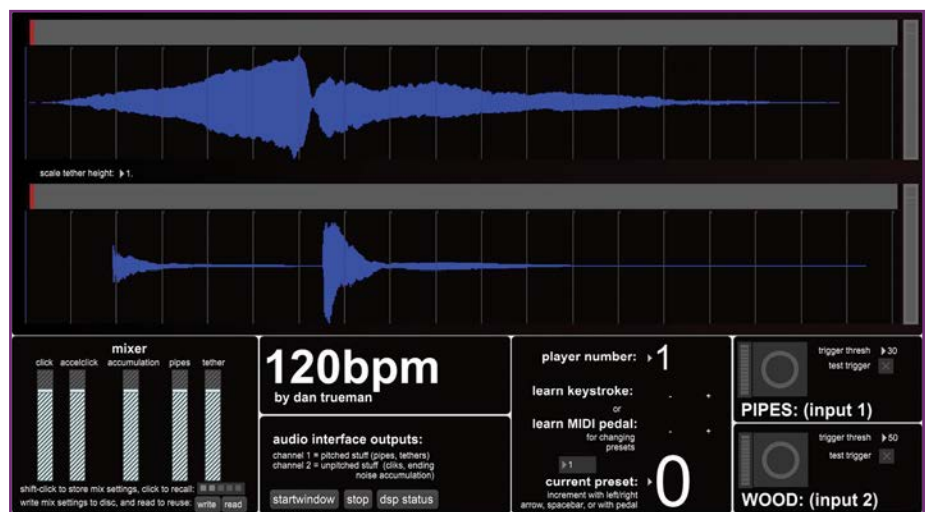 scale tether height: 1.
mixer
click accelclick accumulation pipes tether
shift-click to store mix settings, click to recall:
write mix settings to disc, and read to reuse: write read
120bpm
by dan trueman
audio interface outputs:
channel 1 = pitched stuff (pipes, tethers)
channel 2 = unpitched stuff (cliks, ending
noise accumulation)
startwindow stop dsp status
player number: 1
learn keystroke: - +
or
learn MIDI pedal: - +
for changing
presets
1
current preset: 0
increment with left/right
arrow, spacebar, or with pedal
trigger thresh 30
test trigger
PIPES: (input 1)
trigger thresh 50
test trigger
WOOD: (input 2)